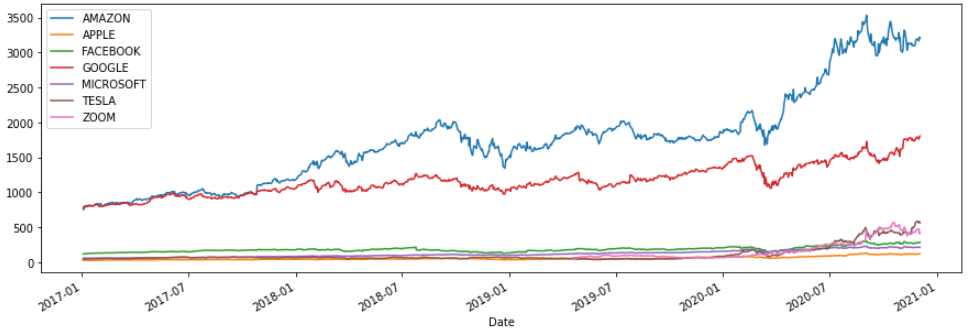 AMAZON
APPLE
FACEBOOK
GOOGLE
MICROSOFT
TESLA
ZOOM
3500
3000
2500
2000
1500
1000
500
0
2017-01
2017-07
2018-01
2018-07
2019-01
2019-07
2020-01
2020-07
2021-01
Date